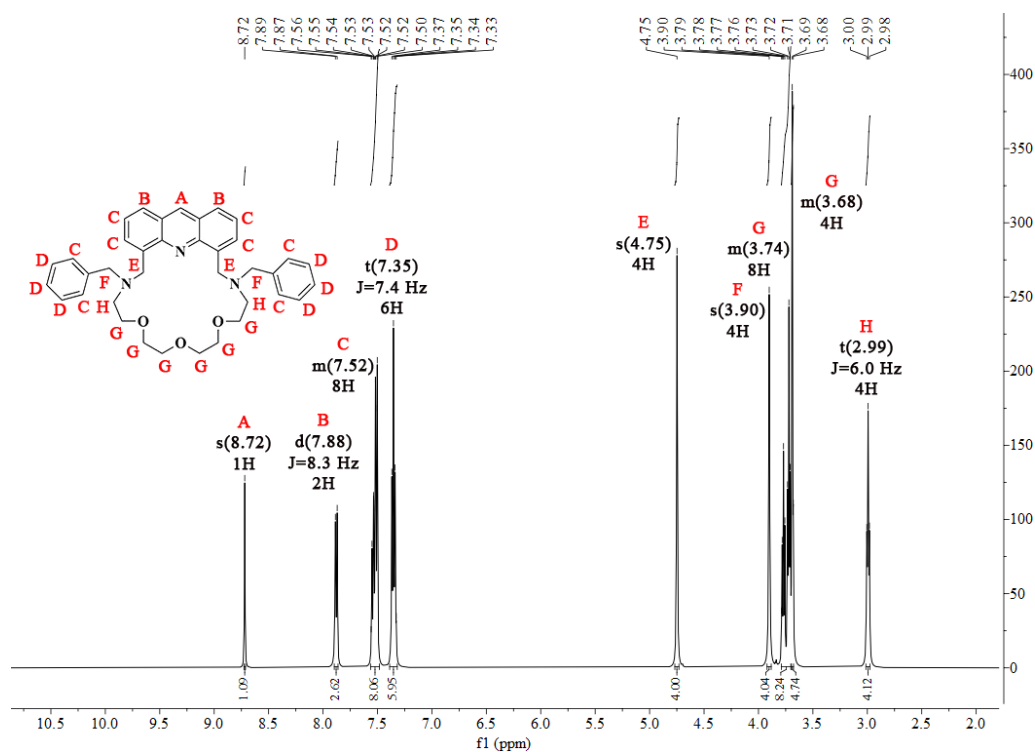 8.72 7.89 7.87 7.56 7.55 7.54 7.53 7.53 7.52 7.52 7.50 7.37 7.35 7.34 7.33 4.75 3.90 3.79 3.78 3.77 3.76 3.73 3.72 3.71 3.69 3.68 3.00 2.99 2.98
400
350
300
250
200
150
100
50
0
B A B
C C
C N C
E E
D C C D
D F N N F D
D C H H C D
O O
G G
O
G G G G
A
s(8.72)
1H
B
d(7.88)
J=8.3 Hz
2H
C
m(7.52)
8H
D
t(7.35)
J=7.4 Hz
6H
E
s(4.75)
4H
G
m(3.74)
8H
F
s(3.90)
4H
G
m(3.68)
4H
H
t(2.99)
J=6.0 Hz
4H
1.09 2.62 8.06 5.95 4.00 4.04 8.24 4.74 4.12
10.5 10.0 9.5 9.0 8.5 8.0 7.5 7.0 6.5 6.0 5.5 5.0 4.5 4.0 3.5 3.0 2.5 2.0
f1 (ppm)